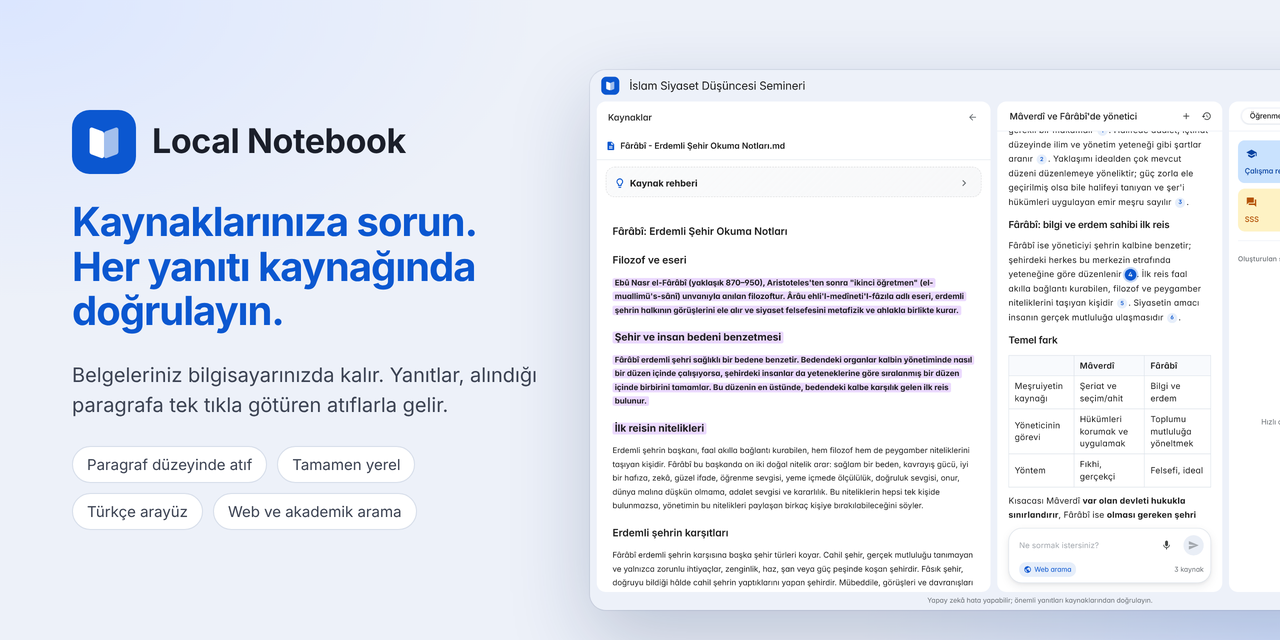 Local Notebook
Kaynaklarınıza sorun.
Her yanıtı kaynağında
doğrulayın.
Belgeleriniz bilgisayarınızda kalır. Yanıtlar, alındığı
paragrafa tek tıkla götüren atıflarla gelir.
Paragraf düzeyinde atıf
Tamamen yerel
Türkçe arayüz
Web ve akademik arama
İslam Siyaset Düşüncesi Semineri
Kaynaklar
Fârâbî - Erdemli Şehir Okuma Notları.md
Kaynak rehberi
Fârâbî: Erdemli Şehir Okuma Notları
Filozof ve eseri
Ebû Nasr el-Fârâbî (yaklaşık 870–950), Aristoteles'ten sonra "ikinci öğretmen" (el-
muallimü's-sânî) unvanıyla anılan filozoftur. Ârâu ehli'l-medîneti'l-fâzıla adlı eseri, erdemli
şehrin halkının görüşlerini ele alır ve siyaset felsefesini metafizik ve ahlakla birlikte kurar.
Şehir ve insan bedeni benzetmesi
Fârâbî erdemli şehri sağlıklı bir bedene benzetir. Bedendeki organlar kalbin yönetiminde nasıl
bir düzen içinde çalışıyorsa, şehirdeki insanlar da yeteneklerine göre sıralanmış bir düzen
içinde birbirini tamamlar. Bu düzenin en üstünde, bedendeki kalbe karşılık gelen ilk reis
bulunur.
İlk reisin nitelikleri
Erdemli şehrin başkanı, faal akılla bağlantı kurabilen, hem filozof hem de peygamber niteliklerini
taşıyan kişidir. Fârâbî bu başkanda on iki doğal nitelik arar: sağlam bir beden, kavrayış gücü, iyi
bir hafıza, zekâ, güzel ifade, öğrenme sevgisi, yeme içmede ölçülülük, doğruluk sevgisi, onur,
dünya malına düşkün olmama, adalet sevgisi ve kararlılık. Bu niteliklerin hepsi tek kişide
bulunmazsa, yönetimin bu nitelikleri paylaşan birkaç kişiye bırakılabileceğini söyler.
Erdemli şehrin karşıtları
Fârâbî erdemli şehrin karşısına başka şehir türleri koyar. Cahil şehir, gerçek mutluluğu tanımayan
ve yalnızca zorunlu ihtiyaçlar, zenginlik, haz, şan veya güç peşinde koşan şehirdir. Fâsık şehir,
doğruyu bildiği hâlde cahil şehrin yaptıklarını yapan şehirdir. Mübeddile, görüşleri ve davranışları
Mâverdî ve Fârâbî'de yönetici
gerekli bir makamdır 1. Halifede adalet, içtihat
düzeyinde ilim ve yönetim yeteneği gibi şartlar
aranır 2. Yaklaşımı idealden çok mevcut
düzeni düzenlemeye yöneliktir; güç zorla ele
geçirilmiş olsa bile halifeyi tanıyan ve şer'i
hükümleri uygulayan emir meşru sayılır 3.
Fârâbî: bilgi ve erdem sahibi ilk reis
Fârâbî ise yöneticiyi şehrin kalbine benzetir;
şehirdeki herkes bu merkezin etrafında
yeteneğine göre düzenlenir 4. İlk reis faal
akılla bağlantı kurabilen, filozof ve peygamber
niteliklerini taşıyan kişidir 5. Siyasetin amacı
insanın gerçek mutluluğa ulaşmasıdır 6.
Temel fark
Mâverdî Fârâbî
Meşruiyetin kaynağı Şeriat ve seçim/ahit Bilgi ve erdem
Yöneticinin görevi Hükümleri korumak ve uygulamak Toplumu mutluluğa yöneltmek
Yöntem Fıkhi, gerçekçi Felsefi, ideal
Kısacası Mâverdî var olan devleti hukukla
sınırlandırır, Fârâbî ise olması gereken şehri
Ne sormak istersiniz?
Web arama
3 kaynak
Öğrenme
Çalışma re
SSS
Oluşturulan
Hızlı
Yapay zekâ hata yapabilir; önemli yanıtları kaynaklarından doğrulayın.